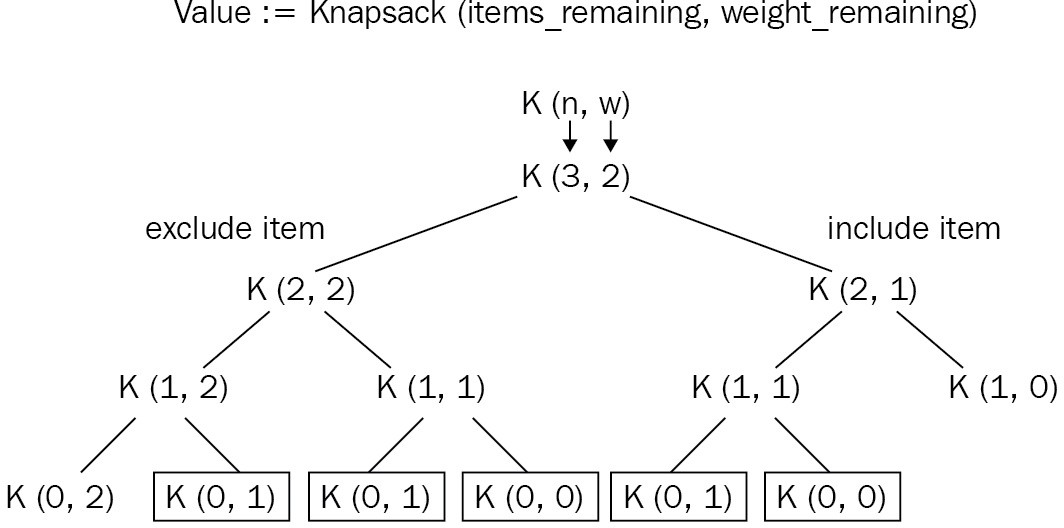 Value := Knapsack (items_remaining, weight_remaining)
K (n, w)
K (3, 2)
exclude item
include item
K (2, 2)
K (2, 1)
K (1, 2)
K (1, 1)
K (1, 1)
K (1, 0)
K (0, 2)
K (0, 1)
K (0, 1)
K (0, 0)
K (0, 1)
K (0, 0)